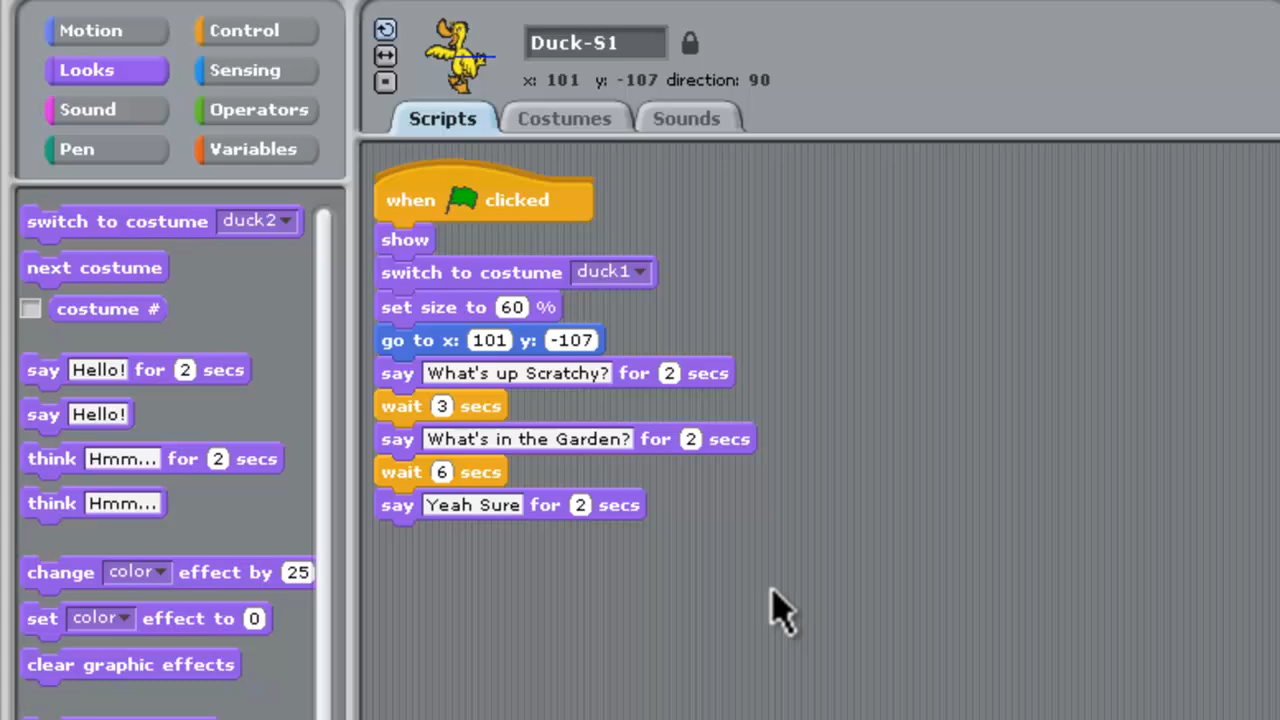 Motion
Control
Looks
Sensing
Sound
Operators
Pen
Variables
switch to costume duck2
next costume
costume #
say Hello! for 2 secs
say Hello!
think Hmm... for 2 secs
think Hmm...
change color effect by 25
set color effect to 0
clear graphic effects
Duck-S1
x: 101 y: -107 direction: 90
Scripts
Costumes
Sounds
when clicked
show
switch to costume duck1
set size to 60 %
go to x: 101 y: -107
say What's up Scratchy? for 2 secs
wait 3 secs
say What's in the Garden? for 2 secs
wait 6 secs
say Yeah Sure for 2 secs